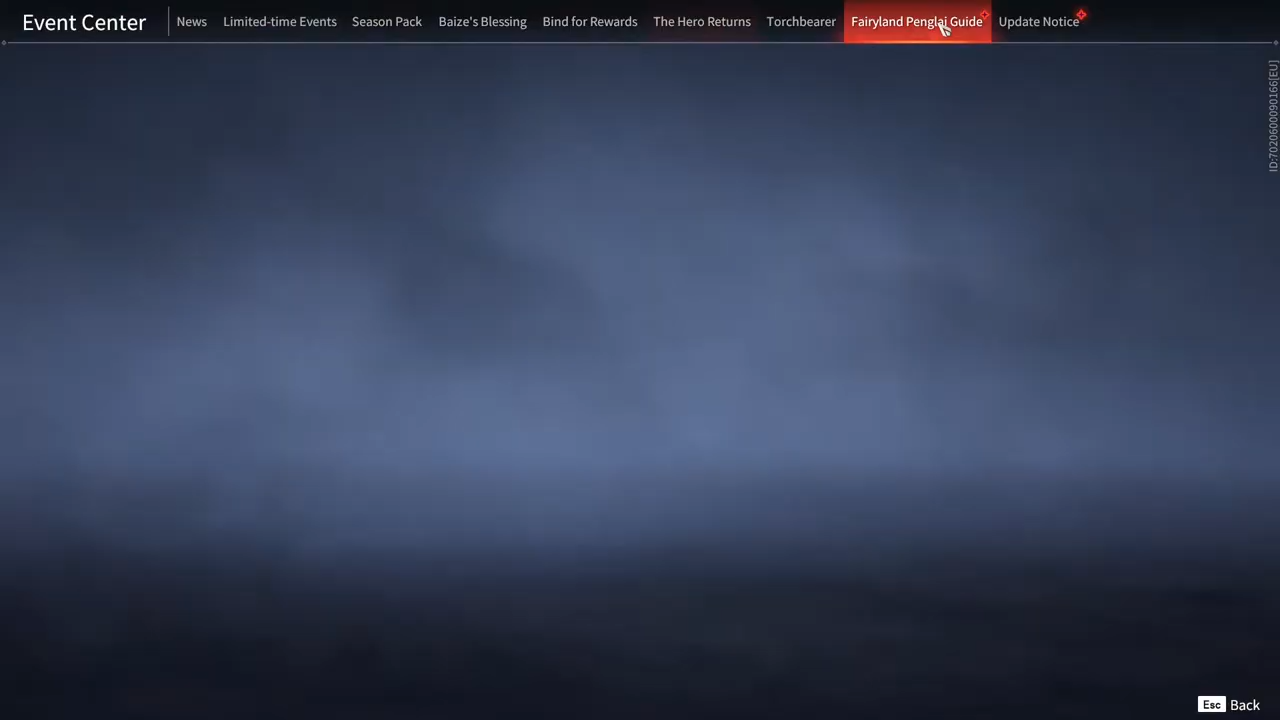 Event Center
News
Limited-time Events
Season Pack
Baize's Blessing
Bind for Rewards
The Hero Returns
Torchbearer
Fairyland Penglai Guide
Update Notice
ID:7020600090166[EU]
Esc Back